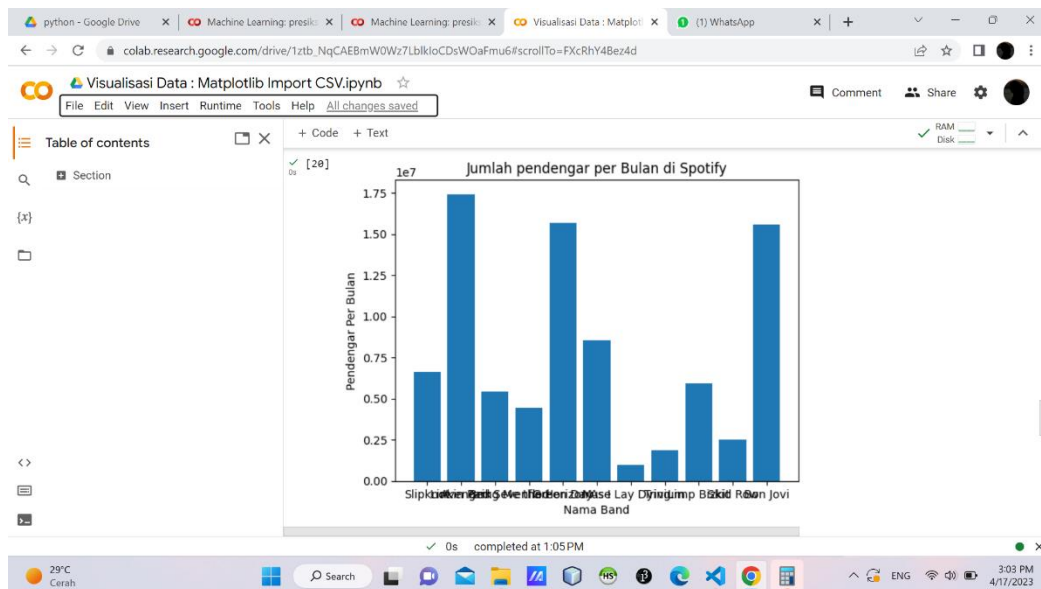 python - Google Drive
Machine Learning: presik
Machine Learning: presik
Visualisasi Data : Matplotl
(1) WhatsApp
colab.research.google.com/drive/1ztb_NqCAEBmW0Wz7LblkIoCDsWOaFmu6#scrollTo=FXcRhY4Bez4d
Visualisasi Data : Matplotlib Import CSV.ipynb
File Edit View Insert Runtime Tools Help All changes saved
Comment Share
Table of contents
+ Code + Text
RAM
Disk
Section
{x}
[20]
0s
Jumlah pendengar per Bulan di Spotify
1e7
1.75
1.50
1.25
1.00
0.75
0.50
0.25
0.00
Pendengar Per Bulan
Bon Jovi
Nama Band
0s completed at 1:05 PM
29°C
Cerah
Search
ENG
3:03 PM
4/17/2023